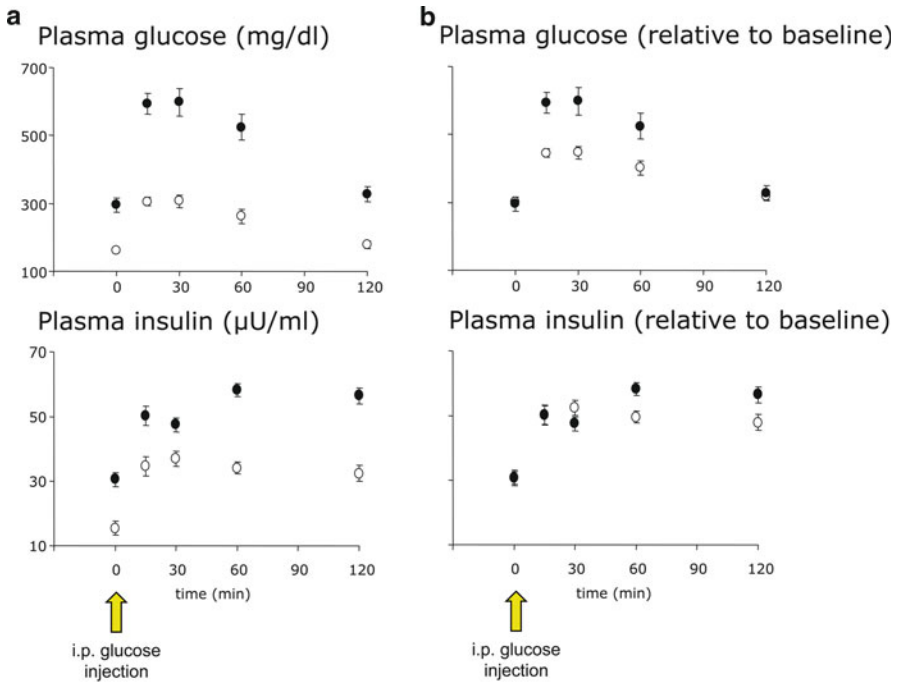 a
Plasma glucose (mg/dl)
700
500
300
100
0 30 60 90 120
Plasma insulin (µU/ml)
70
50
30
10
0 30 60 90 120
time (min)
i.p. glucose
injection
b
Plasma glucose (relative to baseline)
0 30 60 90 120
Plasma insulin (relative to baseline)
0 30 60 90 120
time (min)
i.p. glucose
injection